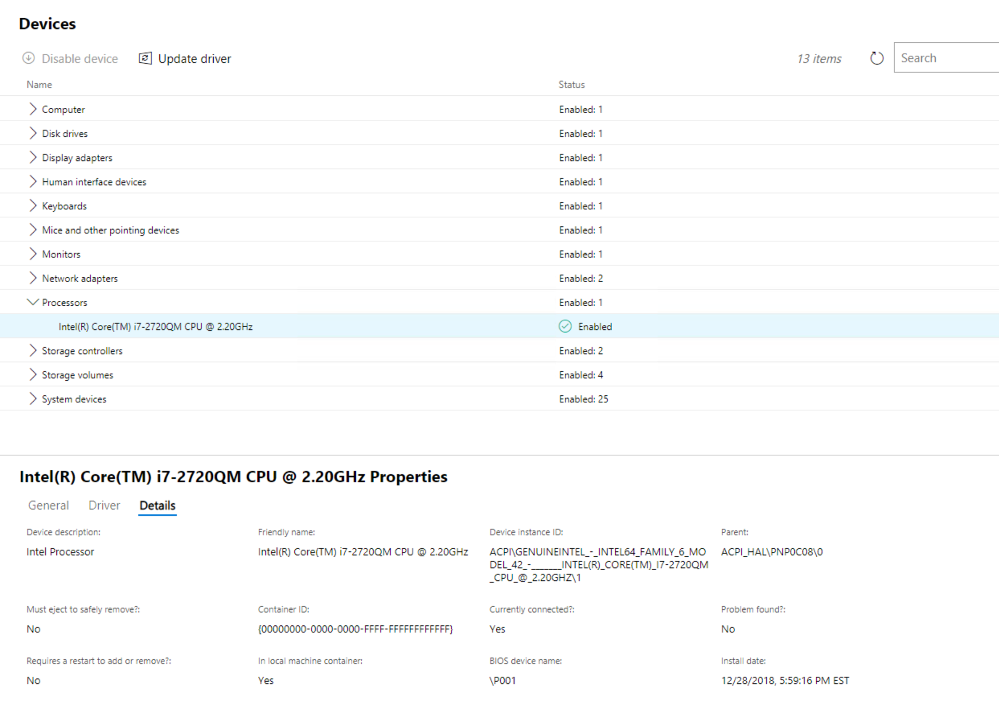 Devices
Disable device Update driver 13 items Search
Name Status
Computer Enabled: 1
Disk drives Enabled: 1
Display adapters Enabled: 1
Human interface devices Enabled: 1
Keyboards Enabled: 1
Mice and other pointing devices Enabled: 1
Monitors Enabled: 1
Network adapters Enabled: 2
Processors Enabled: 1
Intel(R) Core(TM) i7-2720QM CPU @ 2.20GHz Enabled
Storage controllers Enabled: 2
Storage volumes Enabled: 4
System devices Enabled: 25
Intel(R) Core(TM) i7-2720QM CPU @ 2.20GHz Properties
General Driver Details
Device description: Friendly name: Device instance ID: Parent:
Intel Processor Intel(R) Core(TM) i7-2720QM CPU @ 2.20GHz ACPI\GENUINEINTEL_-_INTEL64_FAMILY_6_MO ACPI_HAL\PNP0C08\0
DEL_42_-_______INTEL(R)_CORE(TM)_I7-2720QM
_CPU_@_2.20GHZ\1
Must eject to safely remove?: Container ID: Currently connected?: Problem found?:
No {00000000-0000-0000-FFFF-FFFFFFFFFFFF} Yes No
Requires a restart to add or remove?: In local machine container: BIOS device name: Install date:
No Yes \P001 12/28/2018, 5:59:16 PM EST